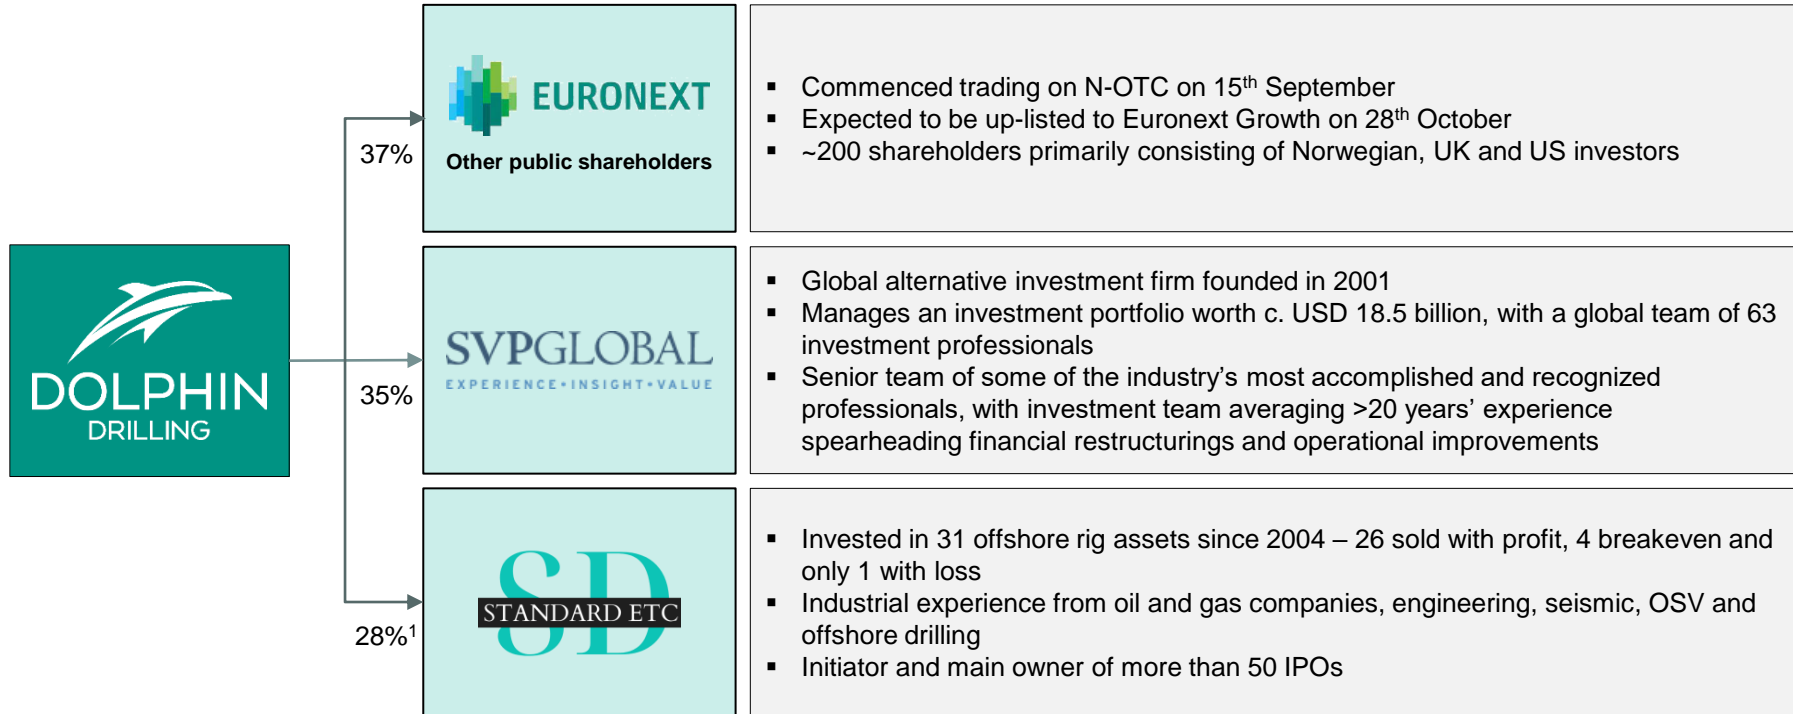 EURONEXT
Other public shareholders
37%
▪ Commenced trading on N-OTC on 15th September
▪ Expected to be up-listed to Euronext Growth on 28th October
▪ ~200 shareholders primarily consisting of Norwegian, UK and US investors
DOLPHIN
DRILLING
SVPGLOBAL
EXPERIENCE•INSIGHT•VALUE
35%
▪ Global alternative investment firm founded in 2001
▪ Manages an investment portfolio worth c. USD 18.5 billion, with a global team of 63
investment professionals
▪ Senior team of some of the industry’s most accomplished and recognized
professionals, with investment team averaging >20 years’ experience
spearheading financial restructurings and operational improvements
SD
STANDARD ETC
28%1
▪ Invested in 31 offshore rig assets since 2004 – 26 sold with profit, 4 breakeven and
only 1 with loss
▪ Industrial experience from oil and gas companies, engineering, seismic, OSV and
offshore drilling
▪ Initiator and main owner of more than 50 IPOs